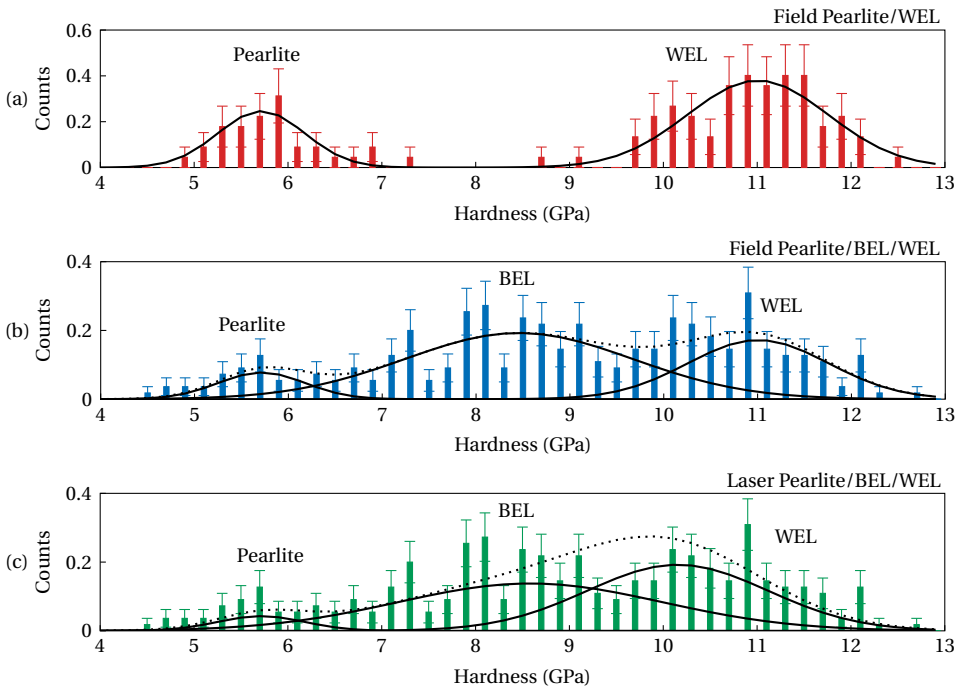 Field Pearlite/WEL
(a)
Counts
0.6
0.4
0.2
0
Pearlite
WEL
4 5 6 7 8 9 10 11 12 13
Hardness (GPa)
Field Pearlite/BEL/WEL
(b)
Counts
0.4
0.2
0
Pearlite
BEL
WEL
4 5 6 7 8 9 10 11 12 13
Hardness (GPa)
Laser Pearlite/BEL/WEL
(c)
Counts
0.4
0.2
0
Pearlite
BEL
WEL
4 5 6 7 8 9 10 11 12 13
Hardness (GPa)